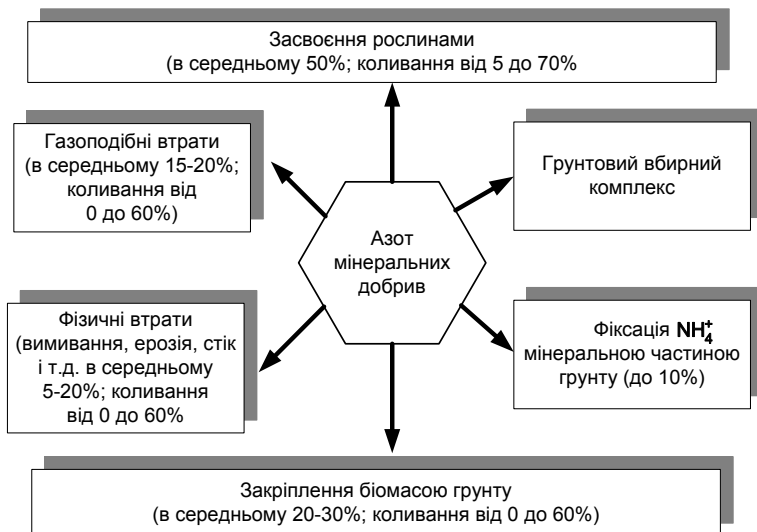 Засвоєння рослинами
(в середньому 50%; коливання від 5 до 70%
Газоподібні втрати
(в середньому 15-20%;
коливання від
0 до 60%)
Грунтовий вбирний
комплекс
Азот
мінеральних
добрив
Фізичні втрати
(вимивання, ерозія, стік
і т.д. в середньому
5-20%; коливання
від 0 до 60%
Фіксація NH₄⁺
мінеральною частиною
грунту (до 10%)
Закріплення біомасою грунту
(в середньому 20-30%; коливання від 0 до 60%)